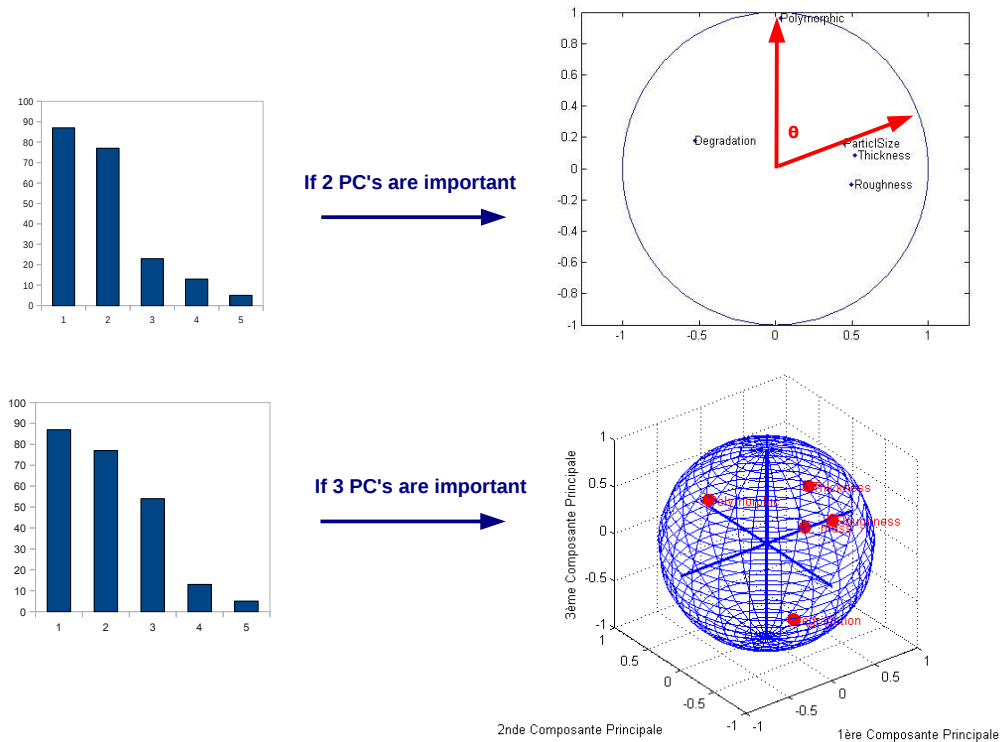 100
90
80
70
60
50
40
30
20
10
0
1 2 3 4 5
If 2 PC's are important
1
0.8
0.6
0.4
0.2
0
-0.2
-0.4
-0.6
-0.8
-1
-1 -0.5 0 0.5 1
Polymorphic
θ
Degradation
ParticlSize
Thickness
Roughness
100
90
80
70
60
50
40
30
20
10
0
1 2 3 4 5
If 3 PC's are important
3ème Composante Principale
1
0.5
0
-0.5
-1
Polymorphic
Thickness
Roughness
Degradation
1
0.5
0
-0.5
-1
-1
-0.5
0
0.5
1
2nde Composante Principale
1ère Composante Principale